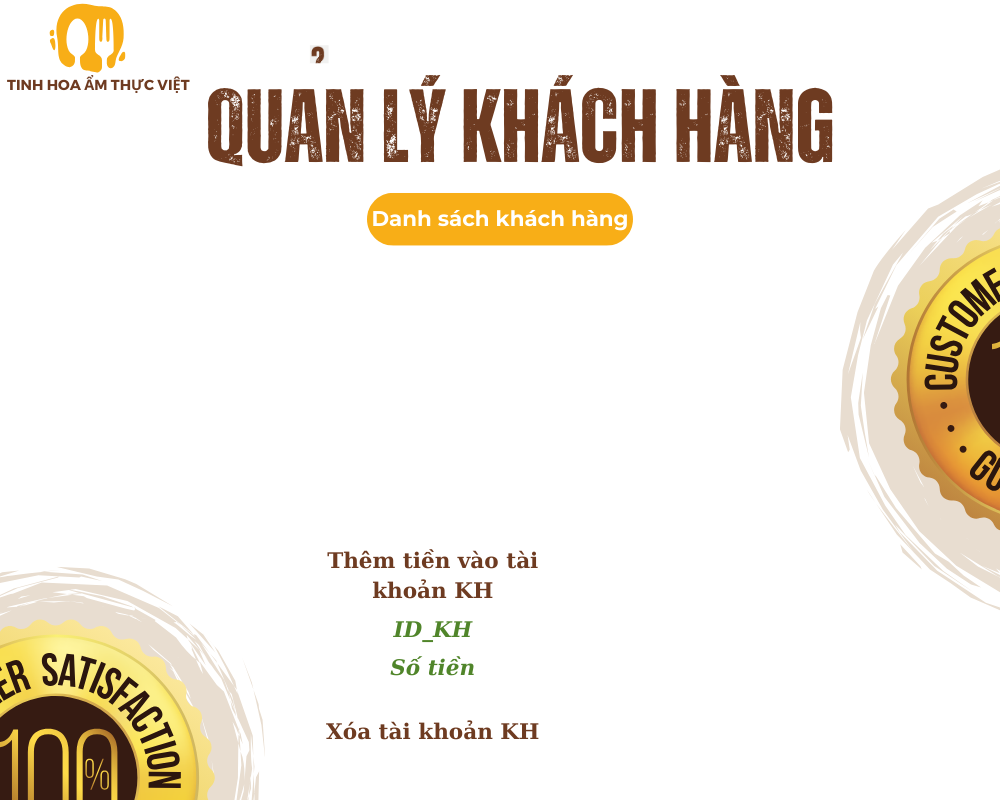 TINH HOA ẨM THỰC VIỆT
QUẢN LÝ KHÁCH HÀNG
Danh sách khách hàng
CUSTOME
GU
Thêm tiền vào tài
khoản KH
ID_KH
Số tiền
Xóa tài khoản KH
ER SATISFACTION
100%